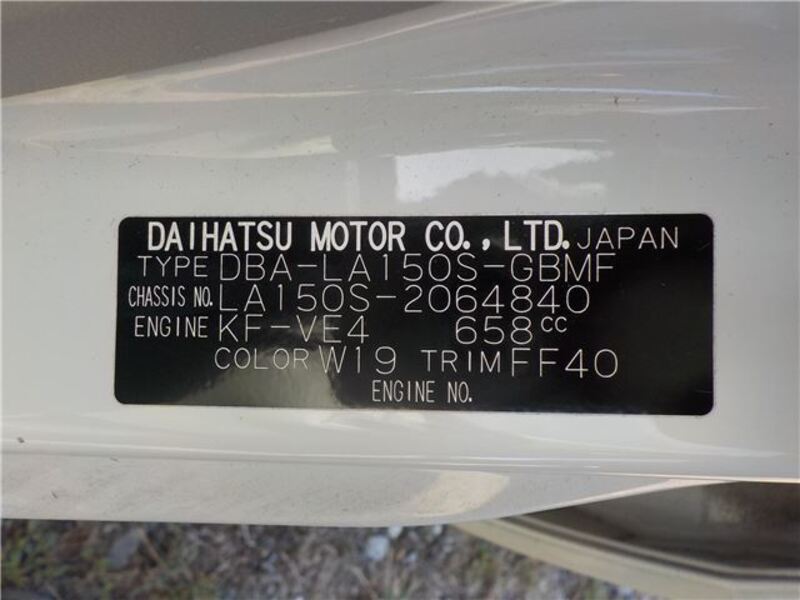 DAIHATSU MOTOR CO., LTD. JAPAN
TYPE DBA-LA150S-GBMF
CHASSIS NO. LA150S-2064840
ENGINE KF-VE4 658CC
COLOR W19 TRIM FF40
ENGINE NO.